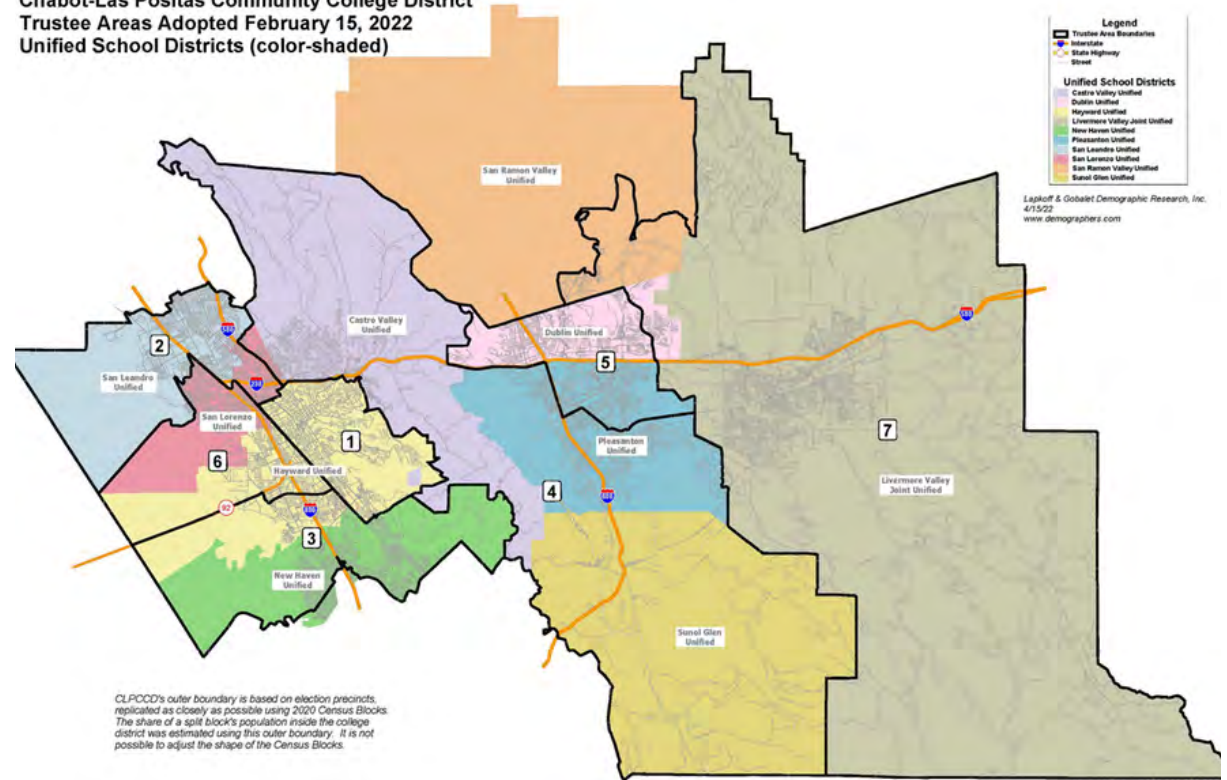 Chabot-Las Positas Community College District
Trustee Areas Adopted February 15, 2022
Unified School Districts (color-shaded)
Legend
Trustee Area Boundaries
Interstate
State Highway
Street
Unified School Districts
Castro Valley Unified
Dublin Unified
Hayward Unified
Livermore Valley Joint Unified
New Haven Unified
Pleasanton Unified
San Leandro Unified
San Lorenzo Unified
San Ramon Valley Unified
Sunol Glen Unified
Lapkoff & Gobalet Demographic Research, Inc.
4/15/22
www.demographers.com
San Ramon Valley
Unified
Castro Valley
Unified
Dublin Unified
580
580
2
5
San Leandro
Unified
238
San Lorenzo
Unified
1
7
Pleasanton
Unified
6
Hayward Unified
Livermore Valley
Joint Unified
4
680
92
880
3
New Haven
Unified
Sunol Glen
Unified
CLPCCD's outer boundary is based on election precincts,
replicated as closely as possible using 2020 Census Blocks.
The share of a split block's population inside the college
district was estimated using this outer boundary. It is not
possible to adjust the shape of the Census Blocks.